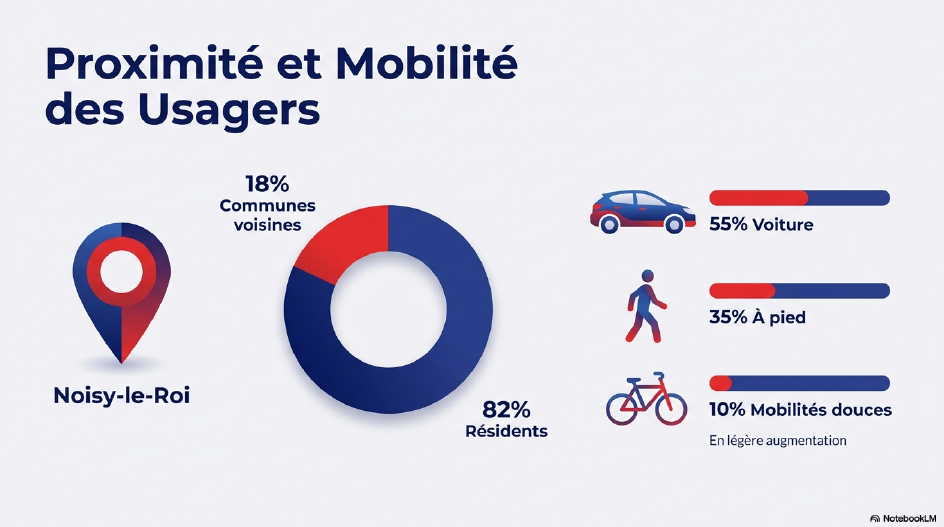 Proximité et Mobilité
des Usagers
18%
Communes
voisines
Noisy-le-Roi
82%
Résidents
55% Voiture
35% À pied
10% Mobilités douces
En légère augmentation
NotebookLM